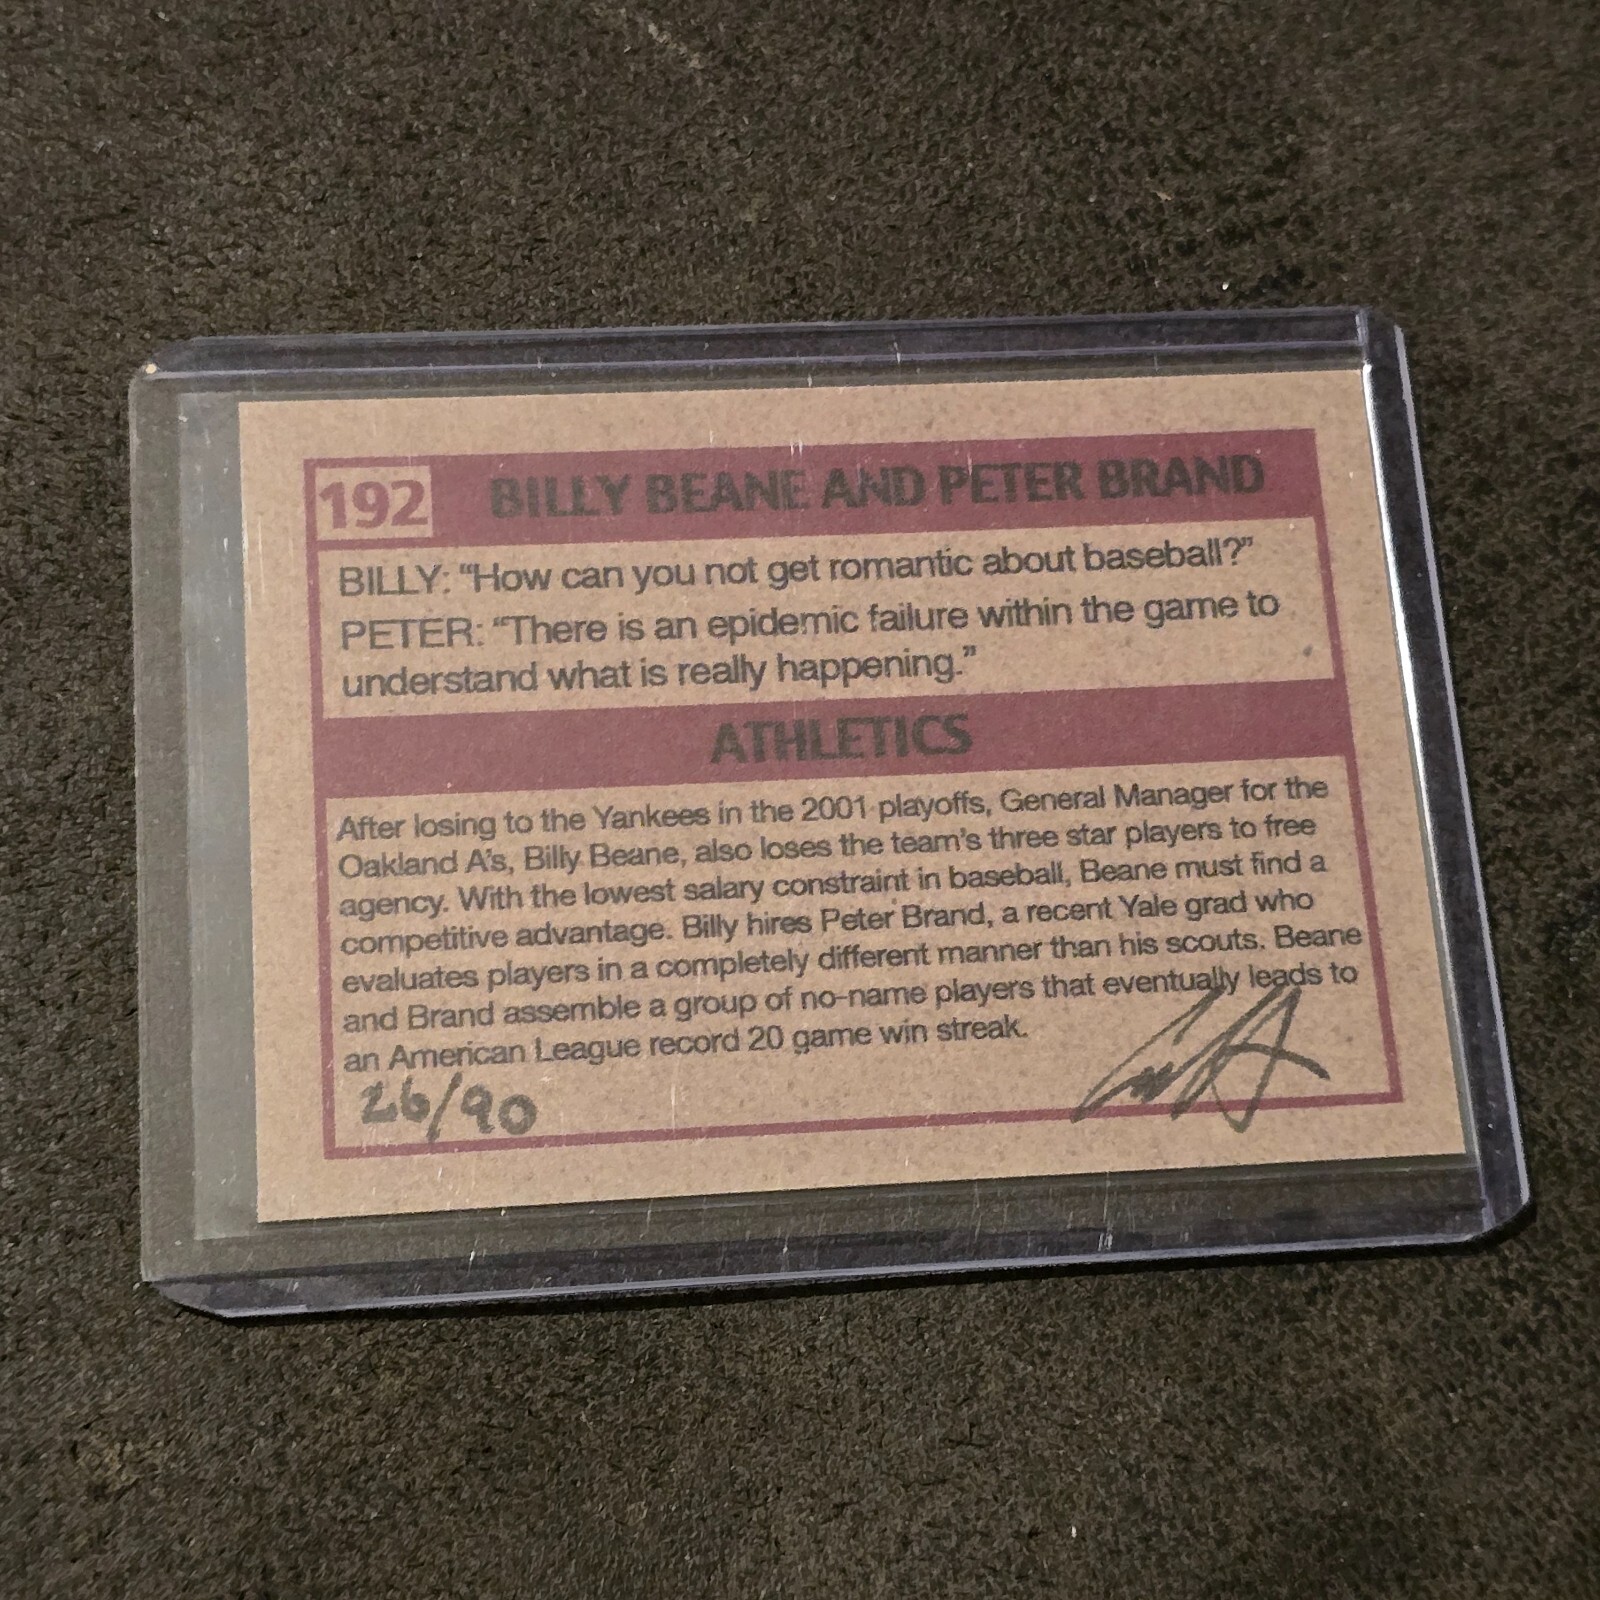 192 BILLY BEANE AND PETER BRAND
BILLY: “How can you not get romantic about baseball?”
PETER: “There is an epidemic failure within the game to
understand what is really happening.”
ATHLETICS
After losing to the Yankees in the 2001 playoffs, General Manager for the
Oakland A's, Billy Beane, also loses the team's three star players to free
agency. With the lowest salary constraint in baseball, Beane must find a
competitive advantage. Billy hires Peter Brand, a recent Yale grad who
evaluates players in a completely different manner than his scouts. Beane
and Brand assemble a group of no-name players that eventually leads to
an American League record 20 game win streak.
26/90